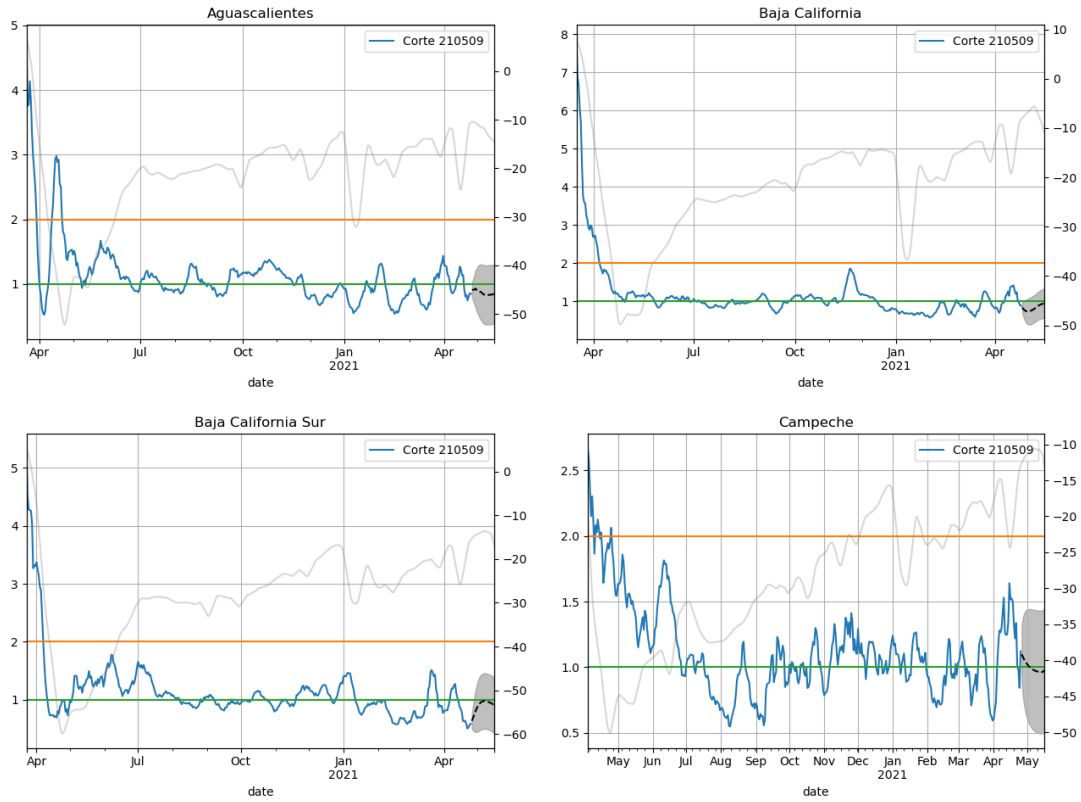 Aguascalientes
Corte 210509
5
4
3
2
1
0
−10
−20
−30
−40
−50
Apr
Jul
Oct
Jan
2021
Apr
date
Baja California
Corte 210509
8
7
6
5
4
3
2
1
10
0
−10
−20
−30
−40
−50
Apr
Jul
Oct
Jan
2021
Apr
date
Baja California Sur
Corte 210509
5
4
3
2
1
0
−10
−20
−30
−40
−50
−60
Apr
Jul
Oct
Jan
2021
Apr
date
Campeche
Corte 210509
2.5
2.0
1.5
1.0
0.5
−10
−15
−20
−25
−30
−35
−40
−45
−50
May Jun Jul Aug Sep Oct Nov Dec Jan Feb Mar Apr May
2021
date